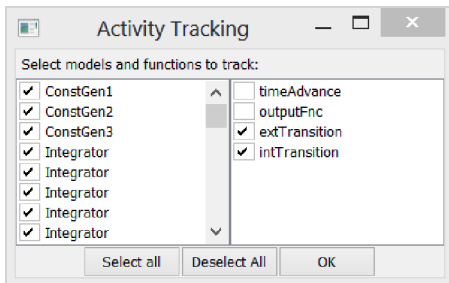 Activity Tracking
Select models and functions to track:
ConstGen1
ConstGen2
ConstGen3
Integrator
Integrator
Integrator
Integrator
Integrator
timeAdvance
outputFnc
extTransition
intTransition
Select all
Deselect All
OK